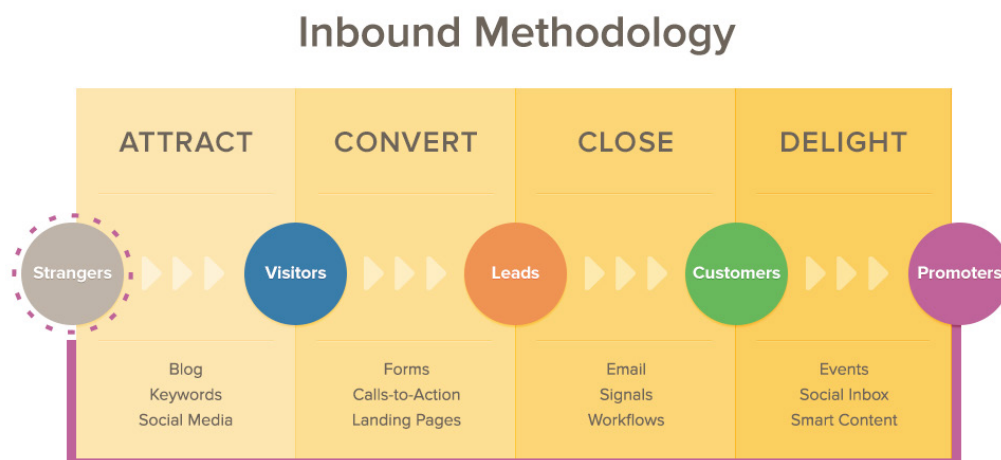 Inbound Methodology
ATTRACT
CONVERT
CLOSE
DELIGHT
Strangers
Visitors
Leads
Customers
Promoters
Blog
Keywords
Social Media
Forms
Calls-to-Action
Landing Pages
Email
Signals
Workflows
Events
Social Inbox
Smart Content